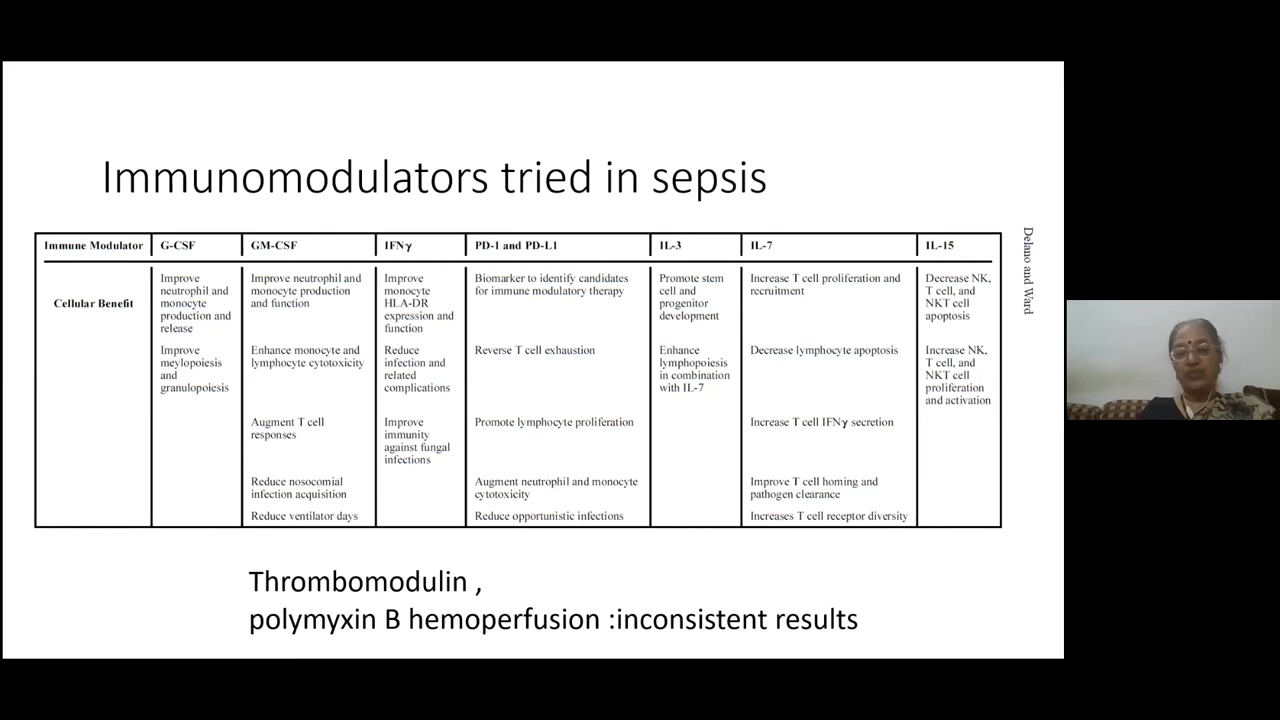 Immunomodulators tried in sepsis
Immune Modulator
G-CSF
GM-CSF
IFNγ
PD-1 and PD-L1
IL-3
IL-7
IL-15
Cellular Benefit
Improve
neutrophil and
monocyte
production and
release
Improve
meylopoiesis
and
granulopoiesis
Improve neutrophil and
monocyte production
and function
Enhance monocyte and
lymphocyte cytotoxicity
Augment T cell
responses
Reduce nosocomial
infection acquisition
Reduce ventilator days
Improve
monocyte
HLA-DR
expression and
function
Reduce
infection and
related
complications
Improve
immunity
against fungal
infections
Biomarker to identify candidates
for immune modulatory therapy
Reverse T cell exhaustion
Promote lymphocyte proliferation
Augment neutrophil and monocyte
cytotoxicity
Reduce opportunistic infections
Promote stem
cell and
progenitor
development
Enhance
lymphopoiesis
in combination
with IL-7
Increase T cell proliferation and
recruitment
Decrease lymphocyte apoptosis
Increase T cell IFNγ secretion
Improve T cell homing and
pathogen clearance
Increases T cell receptor diversity
Decrease NK,
T cell, and
NKT cell
apoptosis
Increase NK,
T cell, and
NKT cell
proliferation
and activation
Delano and Ward
Thrombomodulin ,
polymyxin B hemoperfusion :inconsistent results